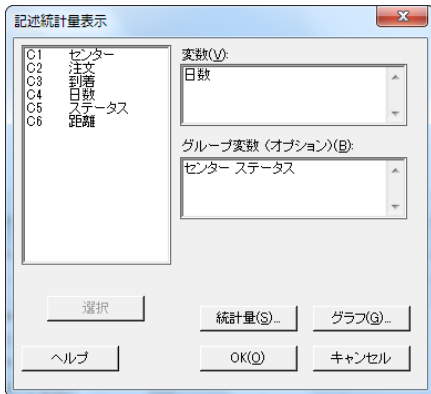 記述統計量表示
C1 センター
C2 注文
C3 到着
C4 日数
C5 ステータス
C6 距離
変数(V):
日数
グループ変数 (オプション)(B):
センター ステータス
選択
統計量(S)...
グラフ(G)...
ヘルプ
OK(O)
キャンセル